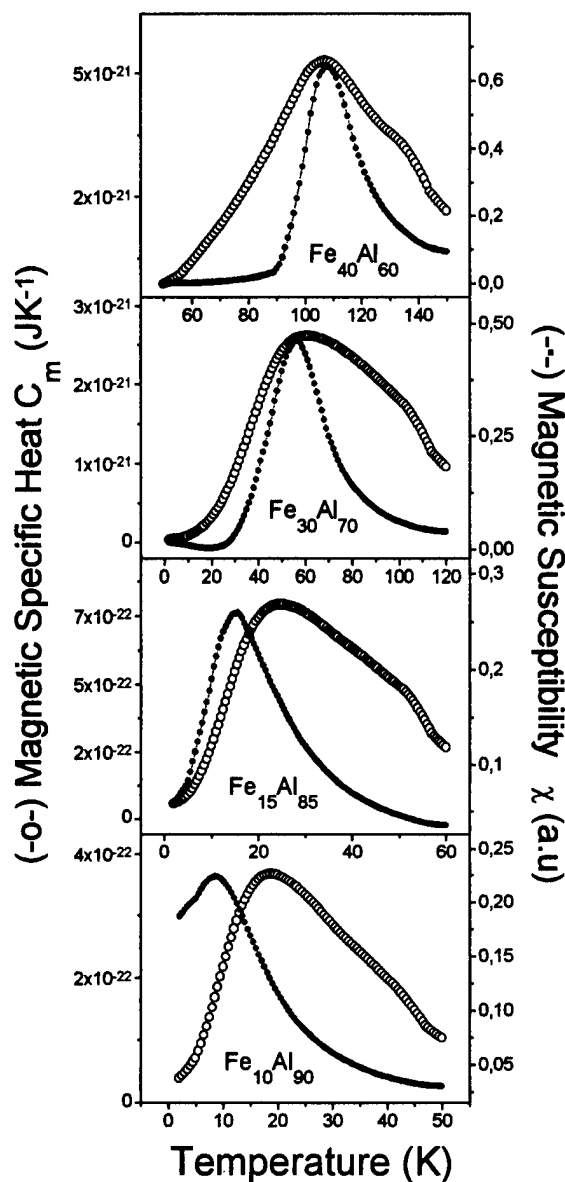 (-o-) Magnetic Specific Heat C_m (JK⁻¹)
5x10⁻²¹
2x10⁻²¹
0,6
0,4
0,2
0,0
Fe₄₀Al₆₀
60 80 100 120 140
3x10⁻²¹
2x10⁻²¹
1x10⁻²¹
0
0,50
0,25
0,00
Fe₃₀Al₇₀
0 20 40 60 80 100 120
7x10⁻²²
5x10⁻²²
2x10⁻²²
0
0,3
0,2
0,1
Fe₁₅Al₈₅
0 20 40 60
4x10⁻²²
2x10⁻²²
0
0,25
0,20
0,15
0,10
0,05
Fe₁₀Al₉₀
0 10 20 30 40 50
Temperature (K)
(-·-) Magnetic Susceptibility χ (a.u)